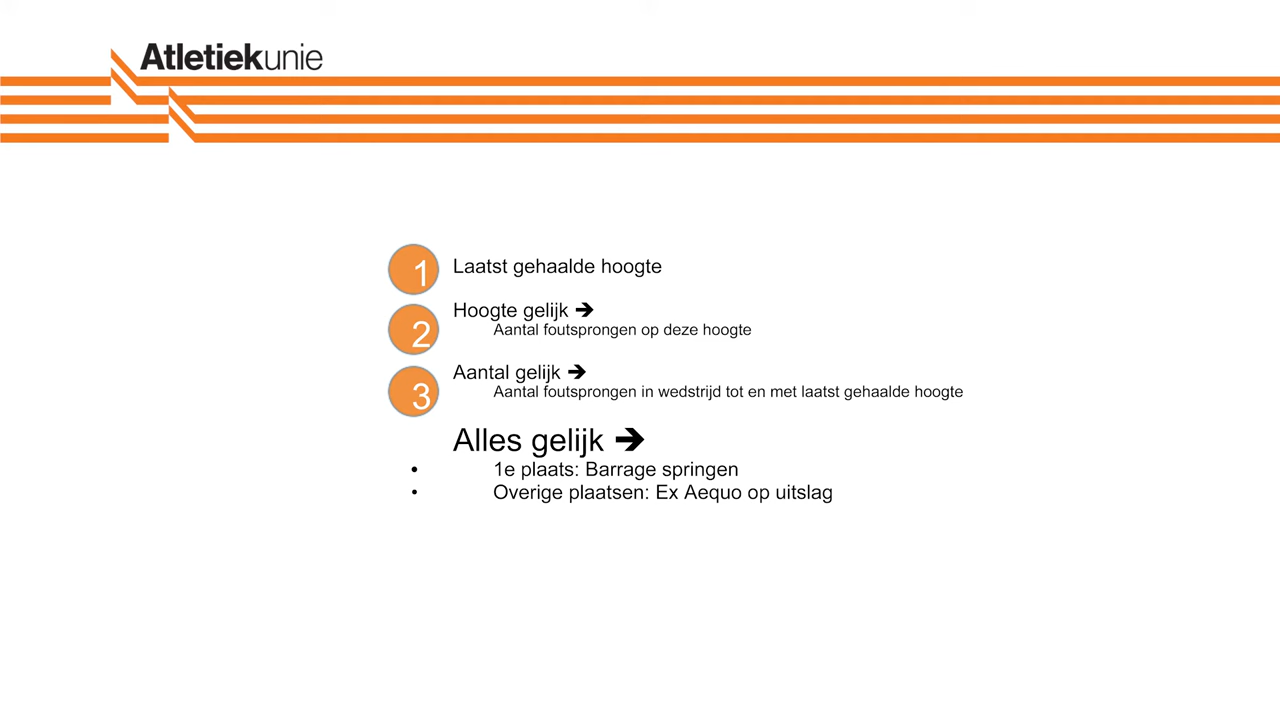 Atletiekunie
1 Laatst gehaalde hoogte
2 Hoogte gelijk ➔
Aantal foutsprongen op deze hoogte
3 Aantal gelijk ➔
Aantal foutsprongen in wedstrijd tot en met laatst gehaalde hoogte
Alles gelijk ➔
• 1e plaats: Barrage springen
• Overige plaatsen: Ex Aequo op uitslag